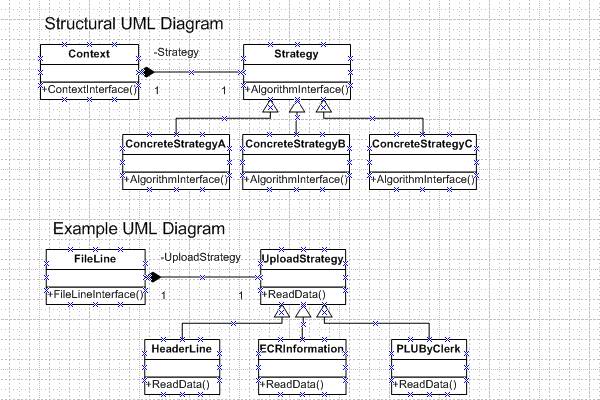 Structural UML Diagram
Context
-Strategy
Strategy
+ContextInterface()
1
1
+AlgorithmInterface()
ConcreteStrategyA
ConcreteStrategyB
ConcreteStrategyC
+AlgorithmInterface()
+AlgorithmInterface()
+AlgorithmInterface()
Example UML Diagram
FileLine
-UploadStrategy
UploadStrategy
+FileLineInterface()
1
1
+ReadData()
HeaderLine
ECRInformation
PLUByClerk
+ReadData()
+ReadData()
+ReadData()